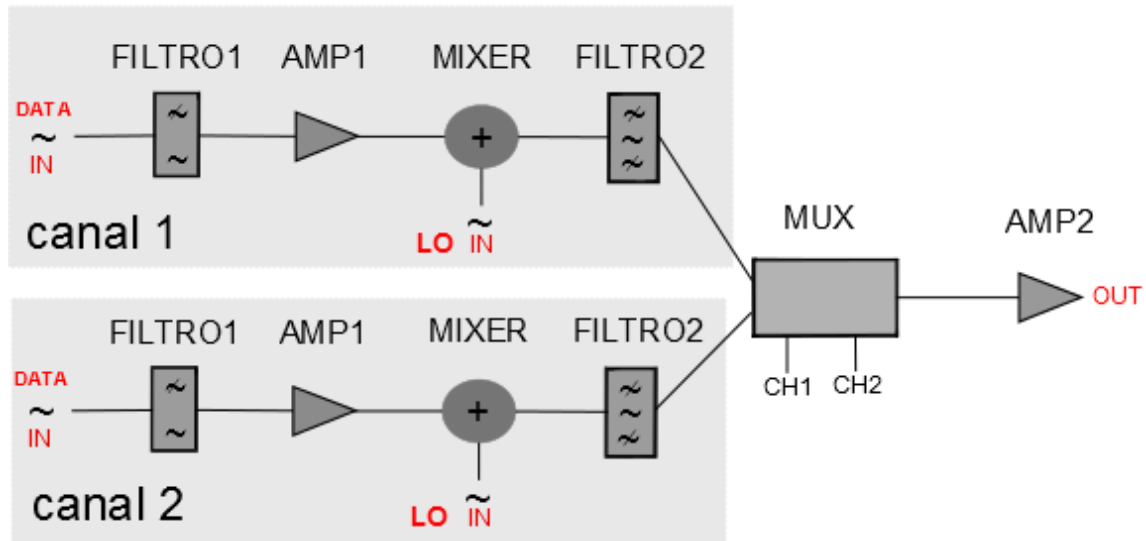 FILTRO1 AMP1 MIXER FILTRO2
DATA
~
IN
+
LO IN
canal 1
MUX AMP2
OUT
CH1 CH2
FILTRO1 AMP1 MIXER FILTRO2
DATA
~
IN
+
LO IN
canal 2